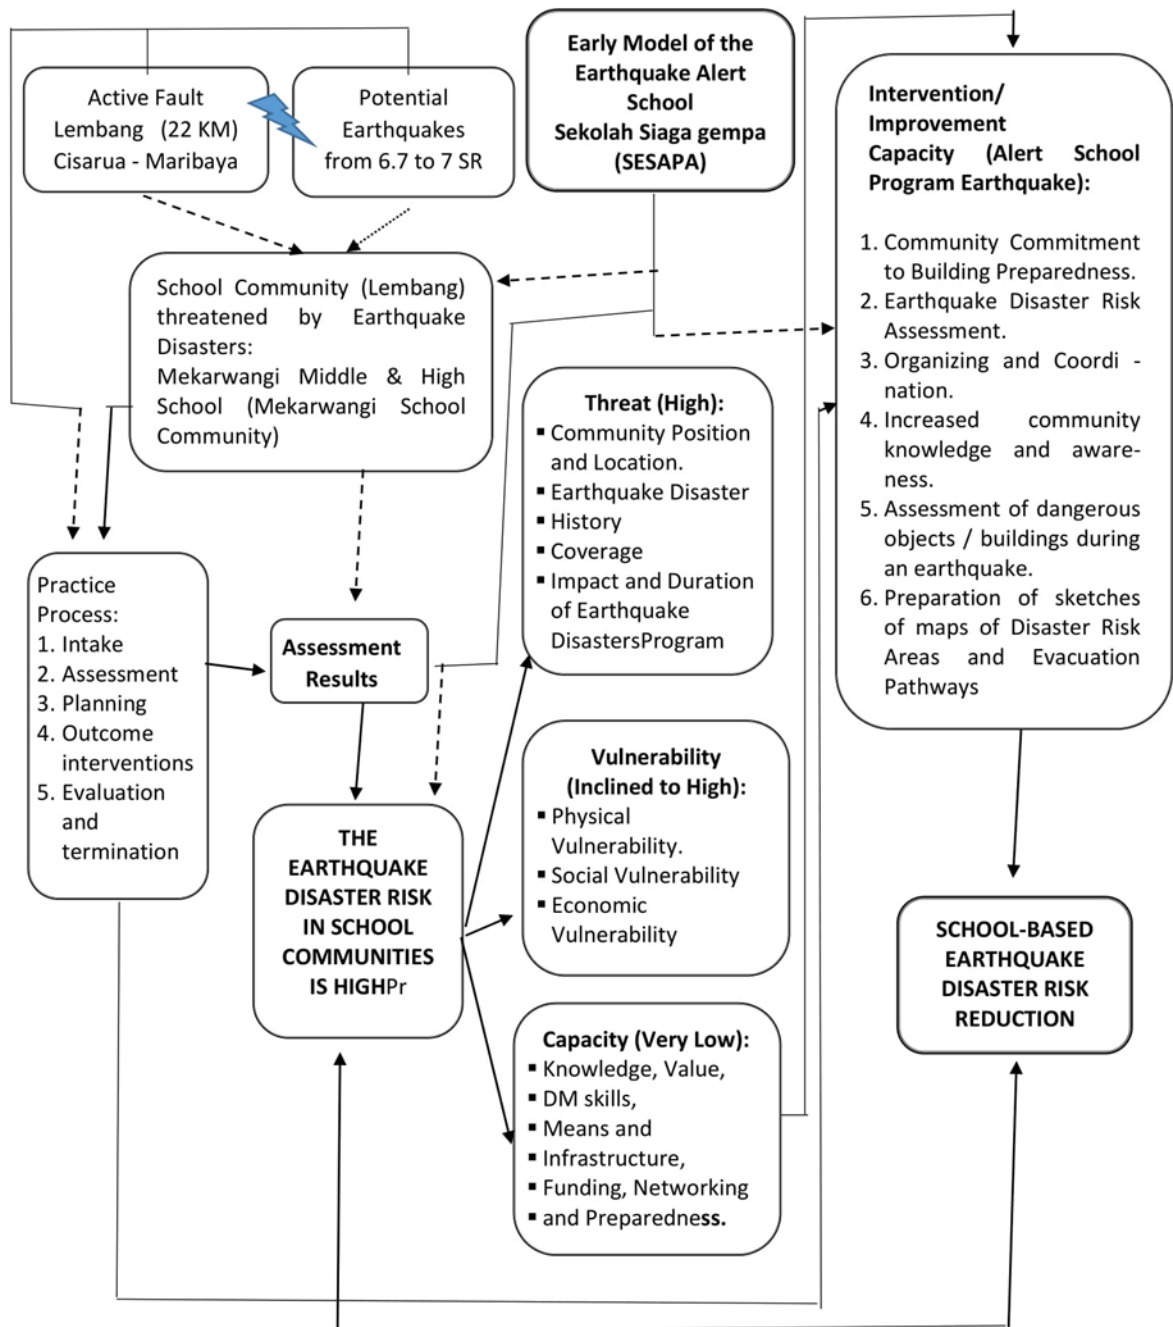 Active Fault
Lembang (22 KM)
Cisarua - Maribaya
Potential
Earthquakes
from 6.7 to 7 SR
Early Model of the
Earthquake Alert
School
Sekolah Siaga gempa
(SESAPA)
Intervention/
Improvement
Capacity (Alert School
Program Earthquake):
1. Community Commitment
to Building Preparedness.
2. Earthquake Disaster Risk
Assessment.
3. Organizing and Coordi -
nation.
4. Increased community
knowledge and aware-
ness.
5. Assessment of dangerous
objects / buildings during
an earthquake.
6. Preparation of sketches
of maps of Disaster Risk
Areas and Evacuation
Pathways
School Community (Lembang)
threatened by Earthquake
Disasters:
Mekarwangi Middle & High
School (Mekarwangi School
Community)
Threat (High):
▪ Community Position
and Location.
▪ Earthquake Disaster
▪ History
▪ Coverage
▪ Impact and Duration
of Earthquake
DisastersProgram
Practice
Process:
1. Intake
2. Assessment
3. Planning
4. Outcome
interventions
5. Evaluation
and
termination
Assessment
Results
Vulnerability
(Inclined to High):
▪ Physical
Vulnerability.
▪ Social Vulnerability
▪ Economic
Vulnerability
THE
EARTHQUAKE
DISASTER RISK
IN SCHOOL
COMMUNITIES
IS HIGHPr
SCHOOL-BASED
EARTHQUAKE
DISASTER RISK
REDUCTION
Capacity (Very Low):
▪ Knowledge, Value,
▪ DM skills,
▪ Means and
▪ Infrastructure,
▪ Funding, Networking
▪ and Preparedness.